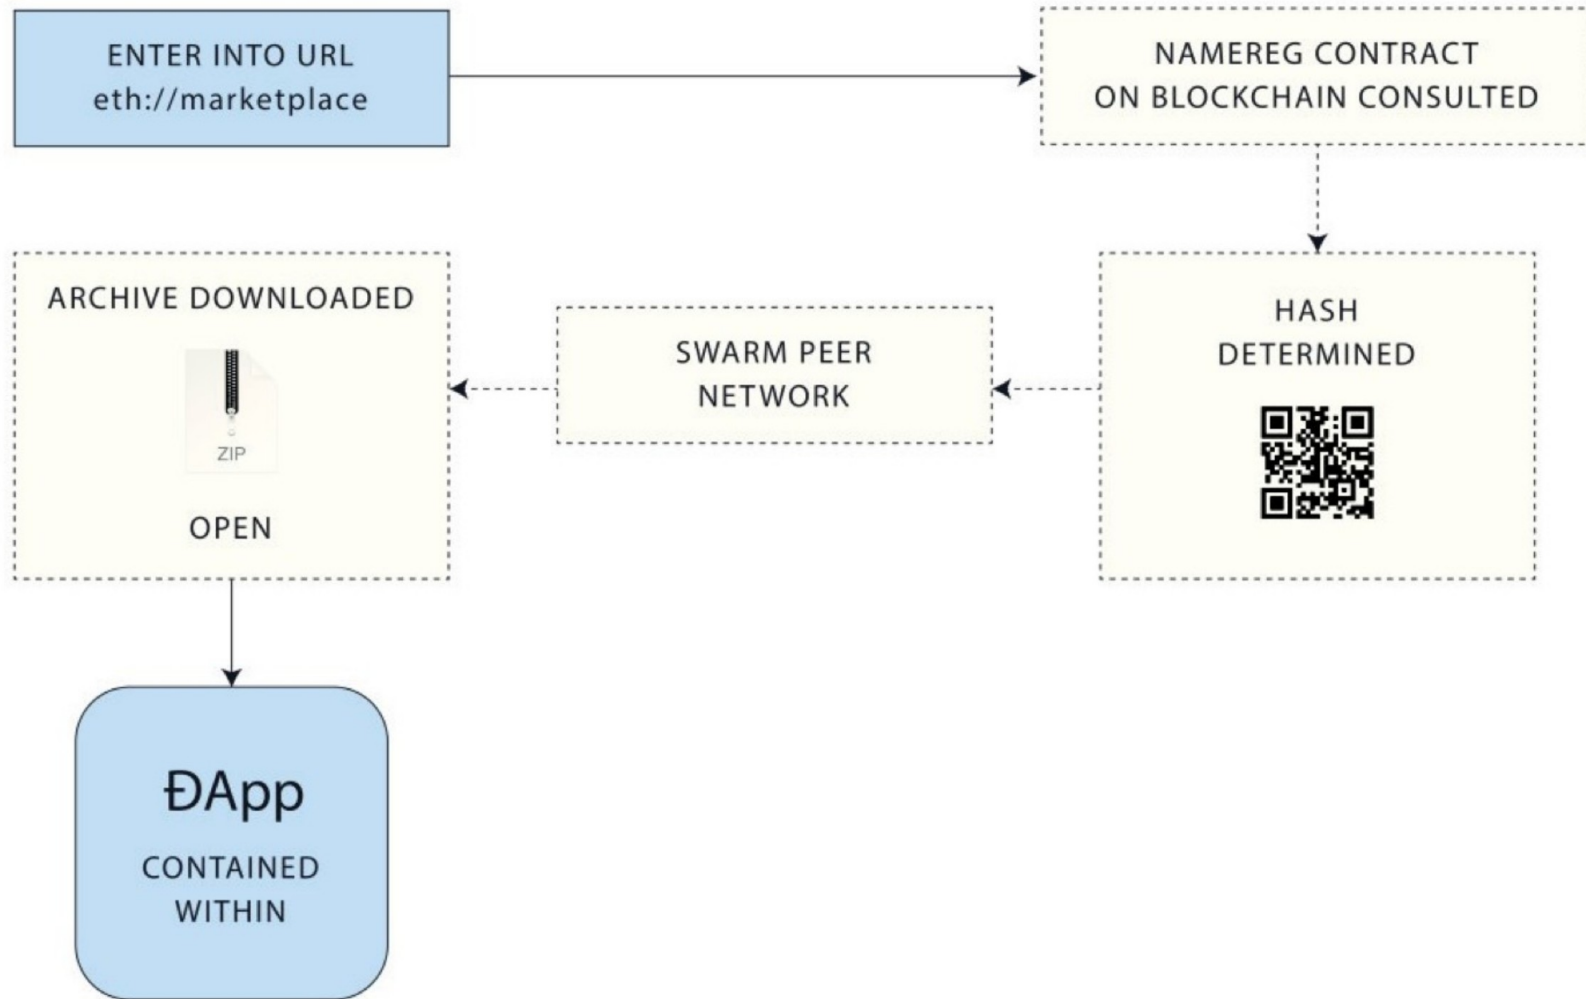 ENTER INTO URL
eth://marketplace
NAMEREG CONTRACT
ON BLOCKCHAIN CONSULTED
HASH
DETERMINED
SWARM PEER
NETWORK
ARCHIVE DOWNLOADED
ZIP
OPEN
ĐApp
CONTAINED
WITHIN